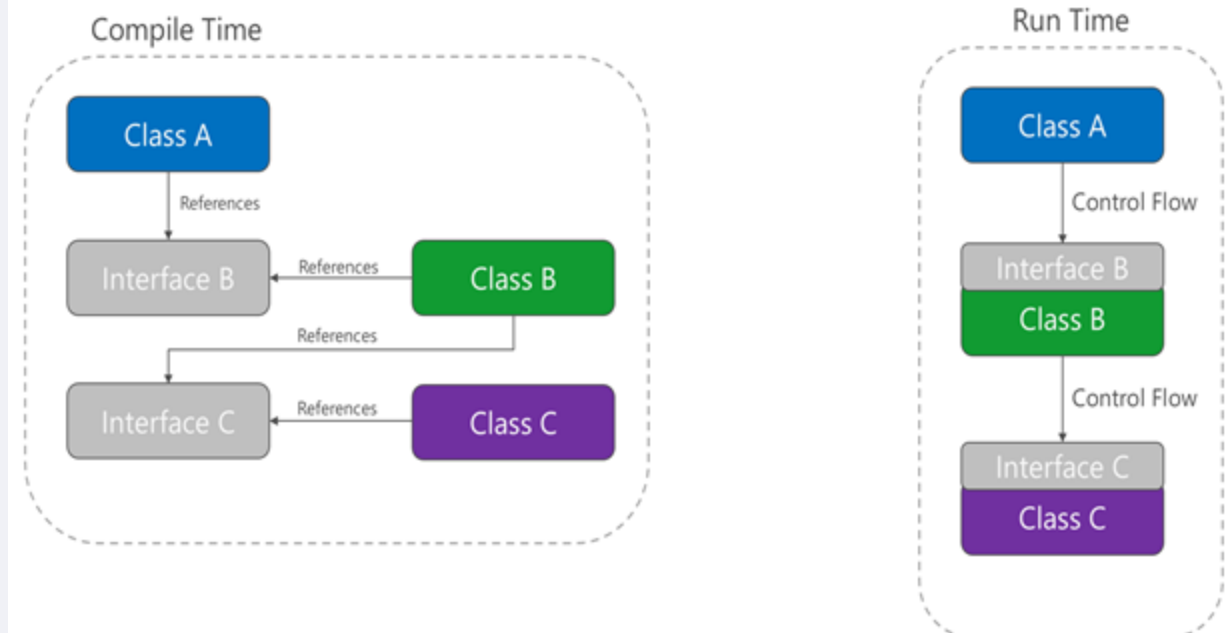 Compile Time
Class A
References
Interface B
References
Class B
References
Interface C
References
Class C
Run Time
Class A
Control Flow
Interface B
Class B
Control Flow
Interface C
Class C